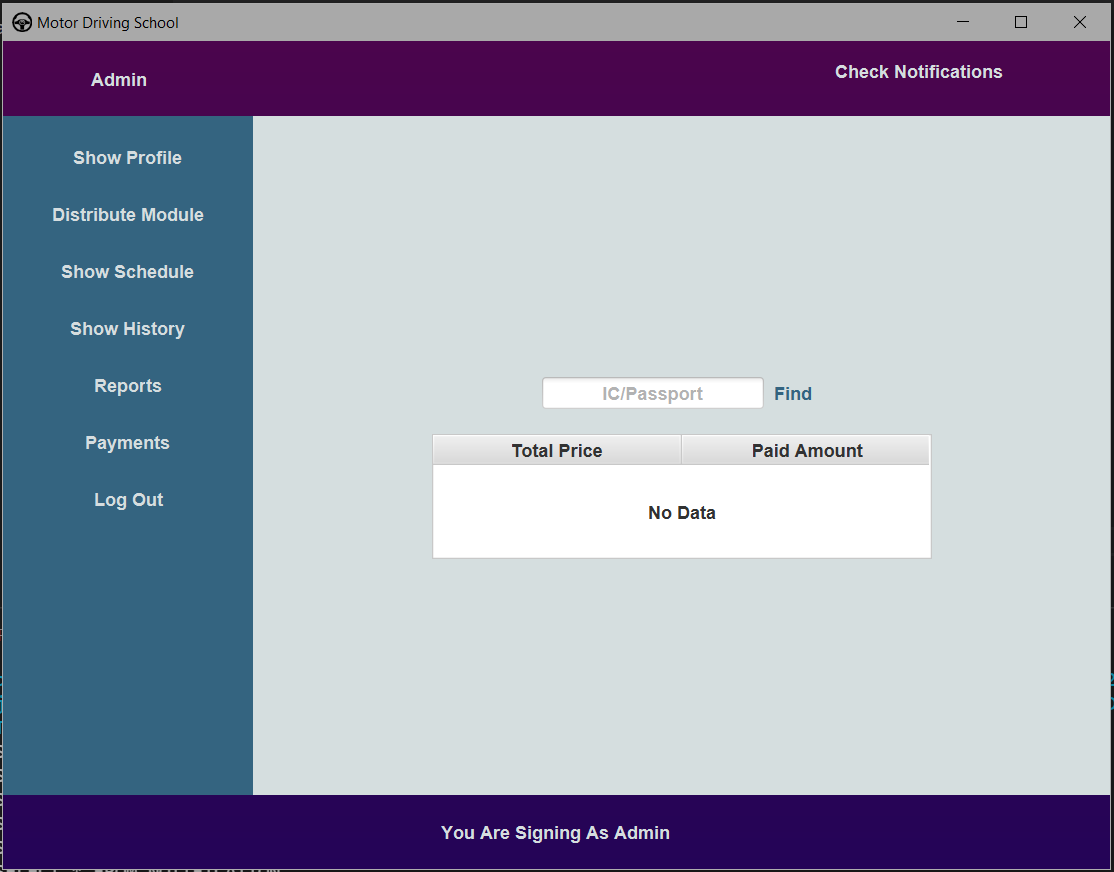 Motor Driving School
Admin
Check Notifications
Show Profile
Distribute Module
Show Schedule
Show History
Reports
Payments
Log Out
IC/Passport Find
Total Price Paid Amount
No Data
You Are Signing As Admin